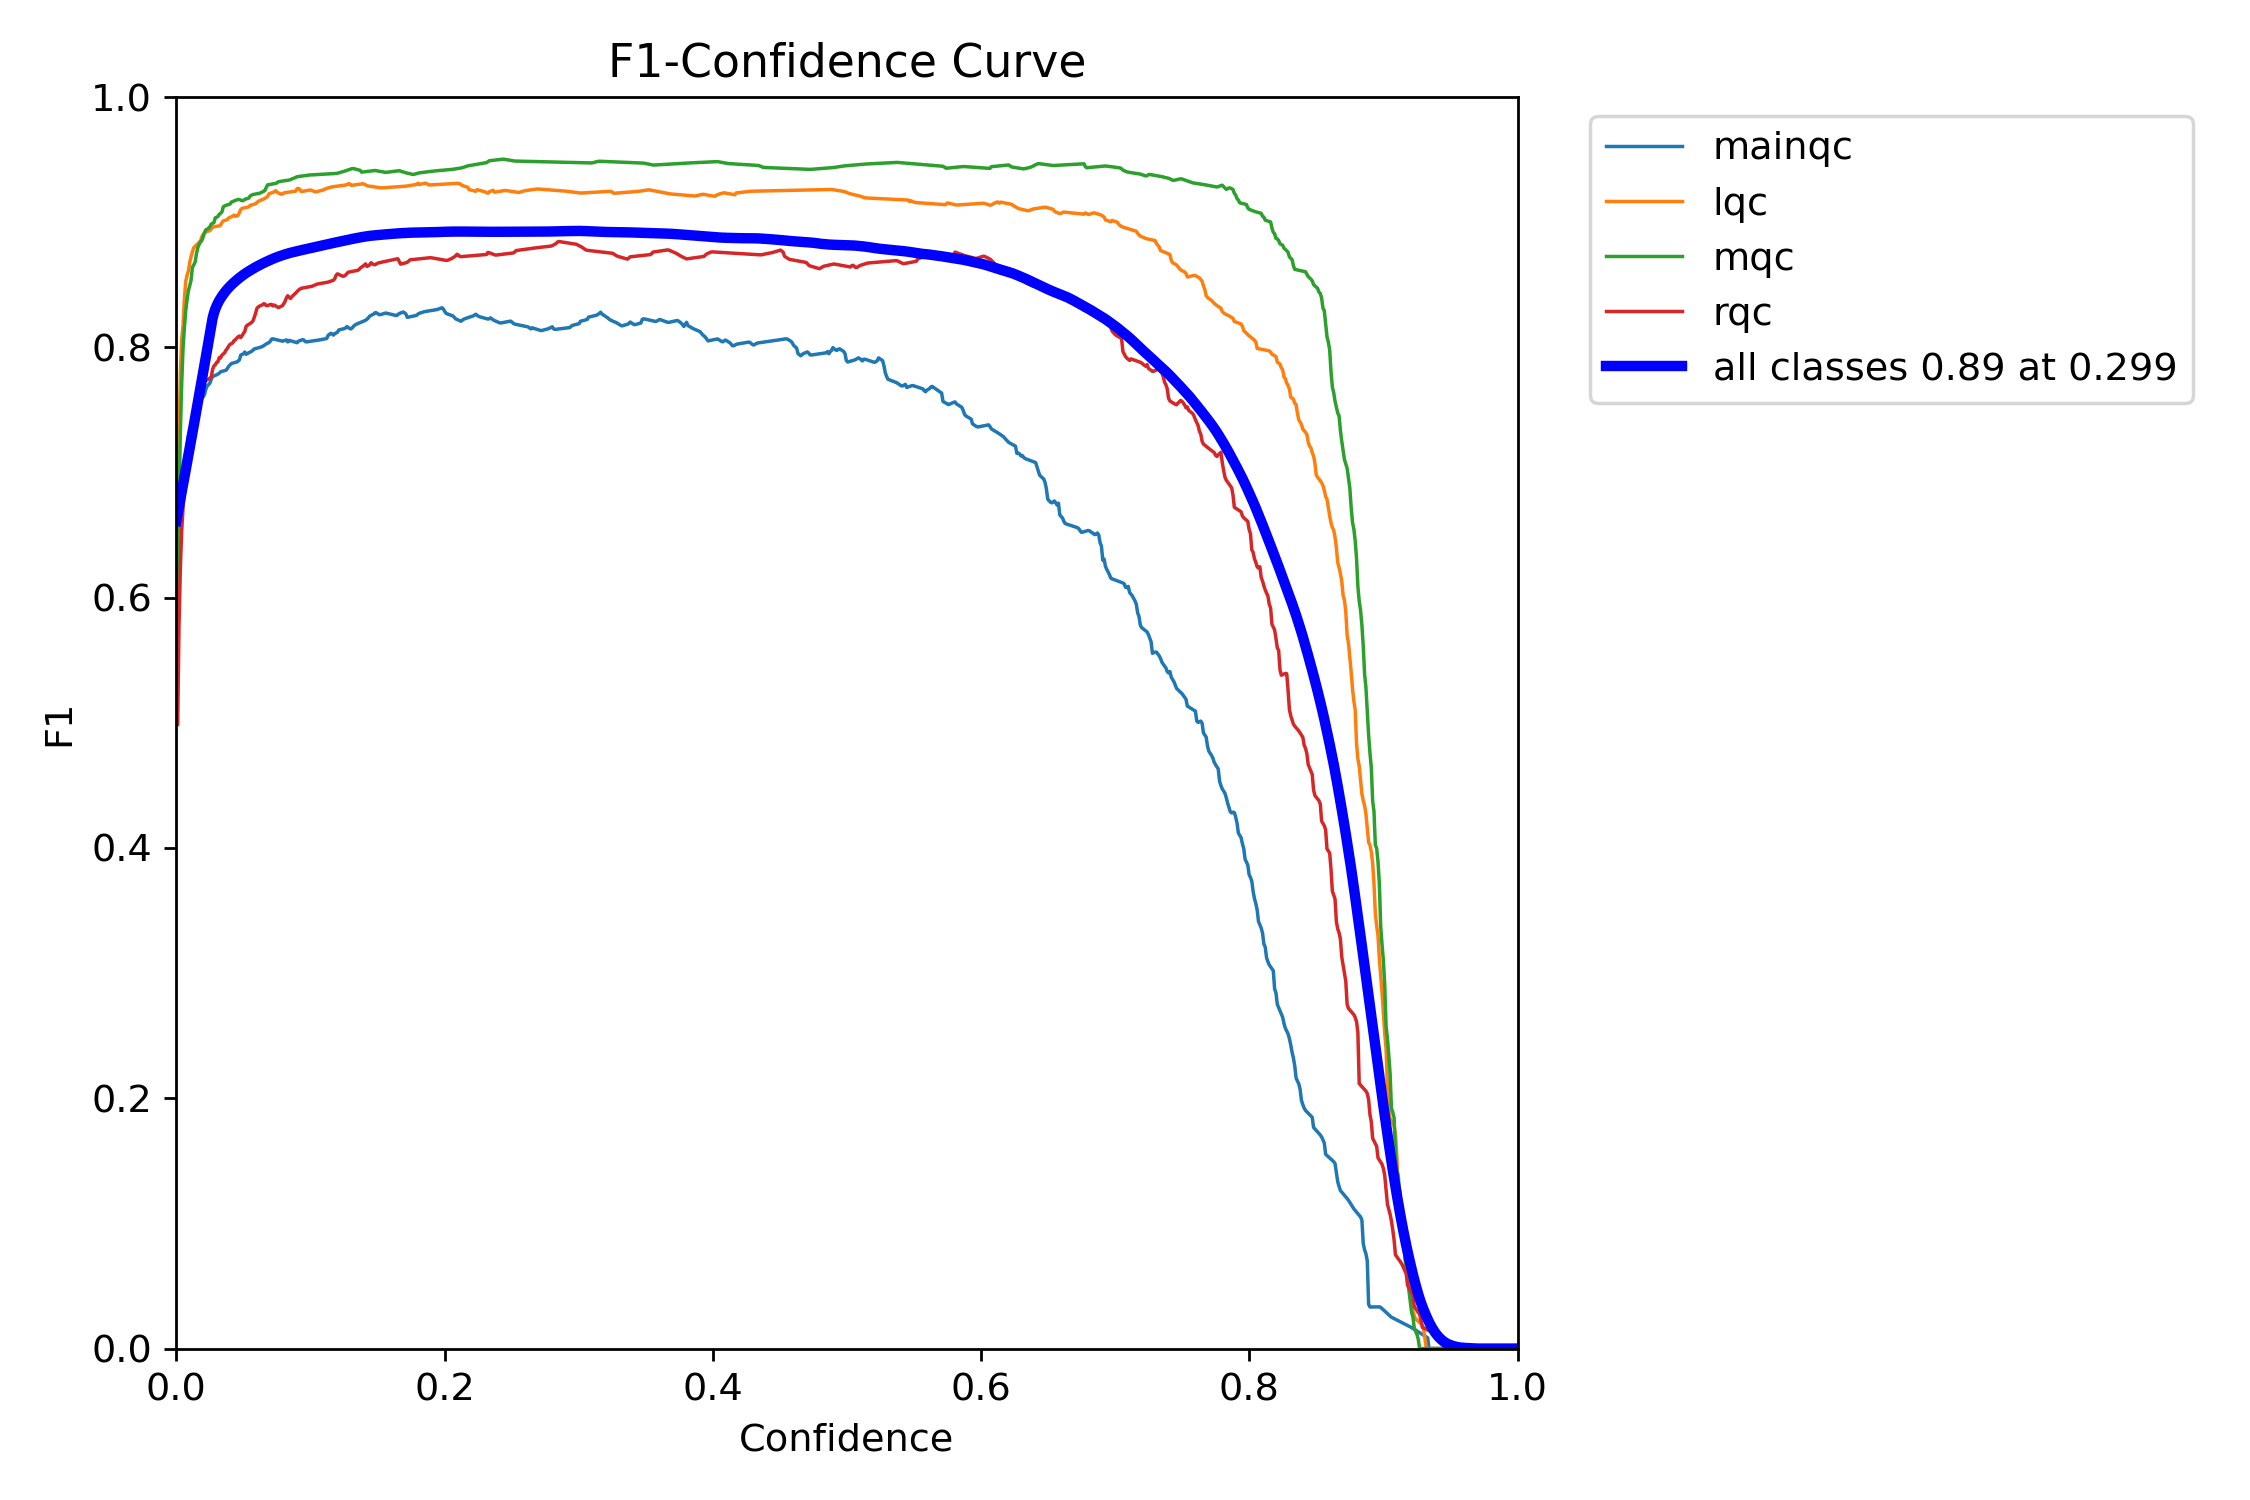 F1-Confidence Curve
1.0
0.8
0.6
0.4
0.2
0.0
F1
0.0 0.2 0.4 0.6 0.8 1.0
Confidence
mainqc
lqc
mqc
rqc
all classes 0.89 at 0.299